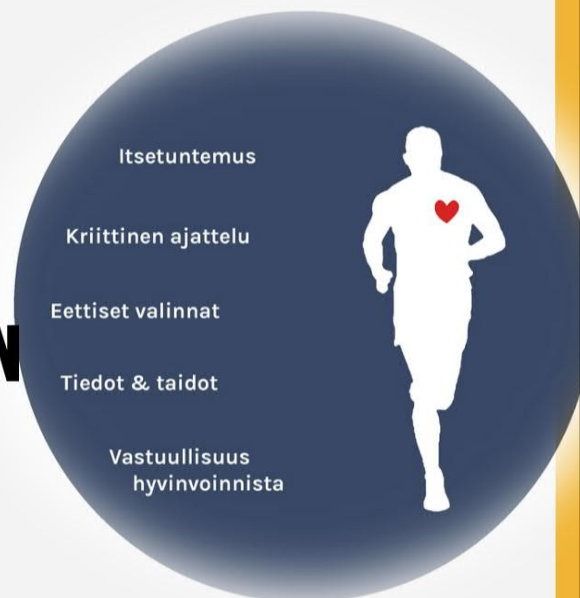 Itsetuntemus
Kriittinen ajattelu
Eettiset valinnat
N
Tiedot & taidot
Vastuullisuus
hyvinvoinnista